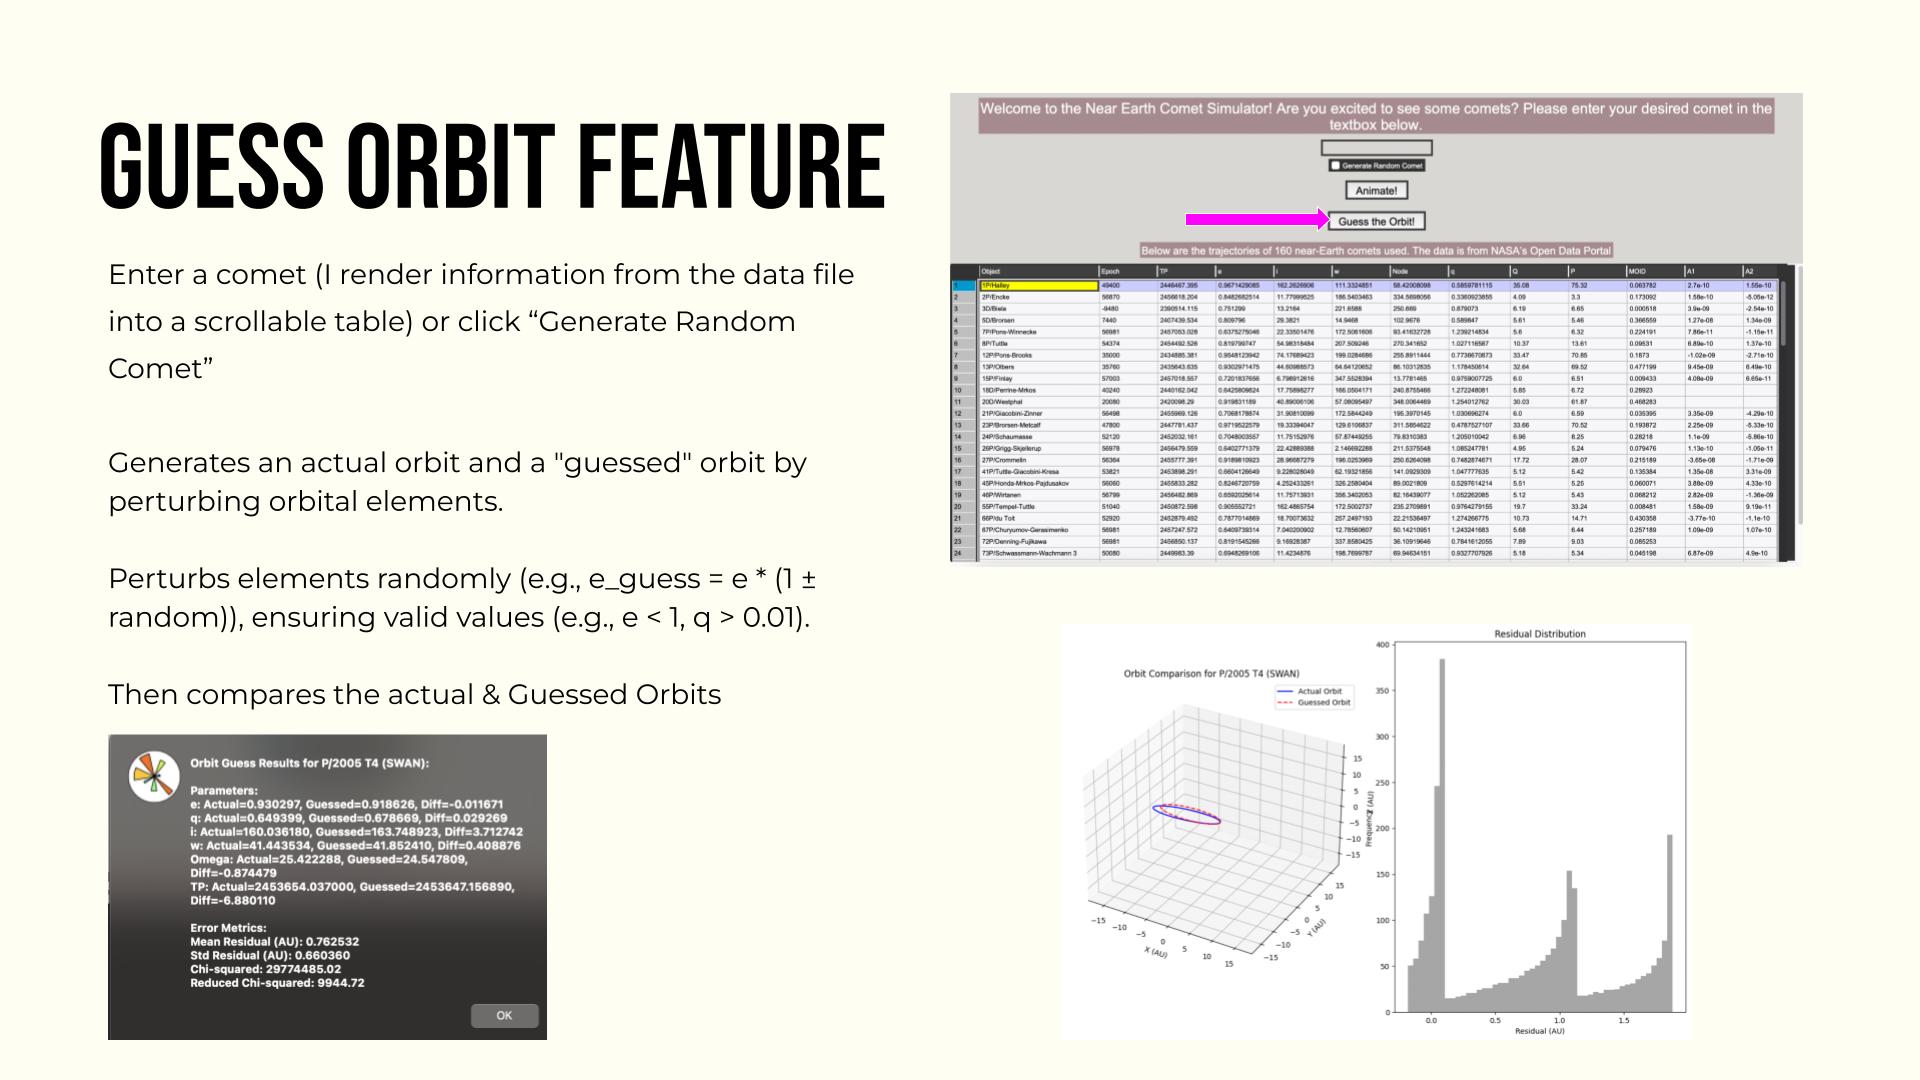 GUESS ORBIT FEATURE
Enter a comet (I render information from the data file
into a scrollable table) or click “Generate Random
Comet”
Generates an actual orbit and a "guessed" orbit by
perturbing orbital elements.
Perturbs elements randomly (e.g., e_guess = e * (1 ±
random)), ensuring valid values (e.g., e < 1, q > 0.01).
Then compares the actual & Guessed Orbits
Orbit Guess Results for P/2005 T4 (SWAN):
Parameters:
e: Actual=0.930297, Guessed=0.918626, Diff=-0.011671
q: Actual=0.649399, Guessed=0.678669, Diff=0.029269
i: Actual=160.036180, Guessed=163.748923, Diff=3.712742
w: Actual=41.443534, Guessed=41.852410, Diff=0.408876
Omega: Actual=25.422288, Guessed=24.547809,
Diff=-0.874479
TP: Actual=2453654.037000, Guessed=2453647.156890,
Diff=-6.880110
Error Metrics:
Mean Residual (AU): 0.762532
Std Residual (AU): 0.660360
Chi-squared: 29774485.02
Reduced Chi-squared: 9944.72
OK
Welcome to the Near Earth Comet Simulator! Are you excited to see some comets? Please enter your desired comet in the
textbox below.
Generate Random Comet
Animate!
Guess the Orbit!
Below are the trajectories of 160 near-Earth comets used. The data is from NASA's Open Data Portal
Object Epoch TP e i w Node q Q P MOID A1 A2
1 1P/Halley 49400 2446467.395 0.9671429085 162.2626906 111.3324851 58.42008098 0.5859781115 35.08 75.32 0.063782 2.7e-10 1.55e-10
2 2P/Encke 56870 2456618.204 0.8482682514 11.77999525 186.5403463 334.5698056 0.3360923855 4.09 3.3 0.173092 1.58e-10 -5.05e-12
3 3D/Biela -9480 2390514.115 0.751299 13.2164 221.6588 250.669 0.879073 6.19 6.65 0.000518 3.9e-09 -2.54e-10
4 5D/Brorsen 7440 2407439.534 0.809796 29.3821 14.9468 102.9676 0.589847 5.61 5.46 0.366559 1.27e-08 1.34e-09
5 7P/Pons-Winnecke 56981 2457053.028 0.6375275046 22.33501476 172.5061606 93.41632728 1.239214834 5.6 6.32 0.224191 7.86e-11 -1.15e-11
6 8P/Tuttle 54374 2454492.526 0.819799747 54.98318484 207.509246 270.341652 1.027116587 10.37 13.61 0.09531 6.89e-10 1.37e-10
7 12P/Pons-Brooks 35000 2434885.381 0.9548123942 74.17689423 199.0284686 255.8911444 0.7736670873 33.47 70.85 0.1873 -1.02e-09 -2.71e-10
8 13P/Olbers 35760 2435643.635 0.9302971475 44.60988573 64.64120652 86.10312835 1.178450614 32.64 69.52 0.477199 9.45e-09 6.49e-10
9 15P/Finlay 57003 2457018.557 0.7201837656 6.798912616 347.5528394 13.7781465 0.9759007725 6.0 6.51 0.009433 4.08e-09 6.65e-11
10 18D/Perrine-Mrkos 40240 2440162.042 0.6425809824 17.75898277 166.0504171 240.8755466 1.272248081 5.85 6.72 0.28923
11 20D/Westphal 20080 2420098.29 0.919831189 40.89006106 57.08095497 348.0064469 1.254012762 30.03 61.87 0.468283
12 21P/Giacobini-Zinner 56498 2455969.126 0.7068178874 31.90810099 172.5844249 195.3970145 1.030696274 6.0 6.59 0.035395 3.35e-09 -4.29e-10
13 23P/Brorsen-Metcalf 47800 2447781.437 0.9719522579 19.33394047 129.6106837 311.5854622 0.4787527107 33.66 70.52 0.193872 2.25e-09 -5.33e-10
14 24P/Schaumasse 52120 2452032.161 0.7048003557 11.75152976 57.87449255 79.8310383 1.205010042 6.96 8.25 0.28218 1.1e-09 -5.86e-10
15 26P/Grigg-Skjellerup 56978 2456479.559 0.6402771379 22.42889388 2.146692288 211.5375548 1.085247781 4.95 5.24 0.079476 1.13e-10 -1.05e-11
16 27P/Crommelin 56364 2455777.391 0.9189810923 28.96687279 196.0253969 250.6264098 0.7482874671 17.72 28.07 0.215189 -3.65e-08 -1.71e-09
17 41P/Tuttle-Giacobini-Kresa 53821 2453898.291 0.6604126649 9.228028049 62.19321856 141.0929309 1.047777635 5.12 5.42 0.135384 1.35e-08 3.31e-09
18 45P/Honda-Mrkos-Pajdusakov 56060 2455833.282 0.8246720759 4.252433261 326.2580404 89.0021809 0.5297614214 5.51 5.25 0.060071 3.88e-09 4.33e-10
19 46P/Wirtanen 56799 2456482.869 0.6592025614 11.75713931 356.3402053 82.16439077 1.052262085 5.12 5.43 0.068212 2.82e-09 -1.36e-09
20 55P/Tempel-Tuttle 51040 2450872.598 0.905552721 162.4865754 172.5002737 235.2709891 0.9764279155 19.7 33.24 0.008481 1.58e-09 9.19e-11
21 66P/du Toit 52920 2452879.492 0.7877014869 18.70073632 257.2497193 22.21536497 1.274266775 10.73 14.71 0.430358 -3.77e-10 -1.1e-10
22 67P/Churyumov-Gerasimenko 56981 2457247.572 0.6409739314 7.040200902 12.78560607 50.14210951 1.243241683 5.68 6.44 0.257189 1.09e-09 1.07e-10
23 72P/Denning-Fujikawa 56981 2456850.137 0.8191545266 9.16928387 337.8580425 36.10919646 0.7841612055 7.89 9.03 0.085253
24 73P/Schwassmann-Wachmann 3 50080 2449983.39 0.6948269106 11.4234876 198.7699787 69.94634151 0.9327707926 5.18 5.34 0.045198 6.87e-09 4.9e-10
Orbit Comparison for P/2005 T4 (SWAN)
Actual Orbit
Guessed Orbit
15
10
5
0
−5
−10
−15
Z (AU)
−15 −10 −5 0 5 10 15
X (AU)
−15 −10 −5 0 5 10 15
Y (AU)
Residual Distribution
400
350
300
250
200
150
100
50
0
Frequency
0.0 0.5 1.0 1.5
Residual (AU)